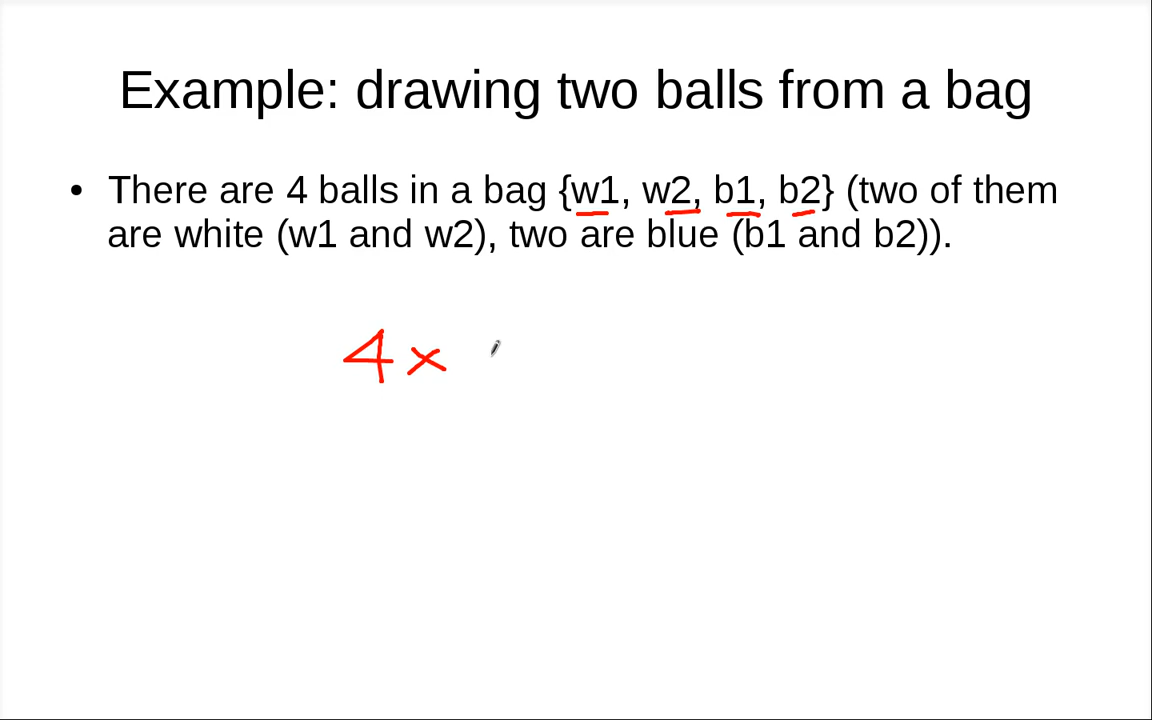 Example: drawing two balls from a bag
• There are 4 balls in a bag {w1, w2, b1, b2} (two of them
are white (w1 and w2), two are blue (b1 and b2)).
4 x